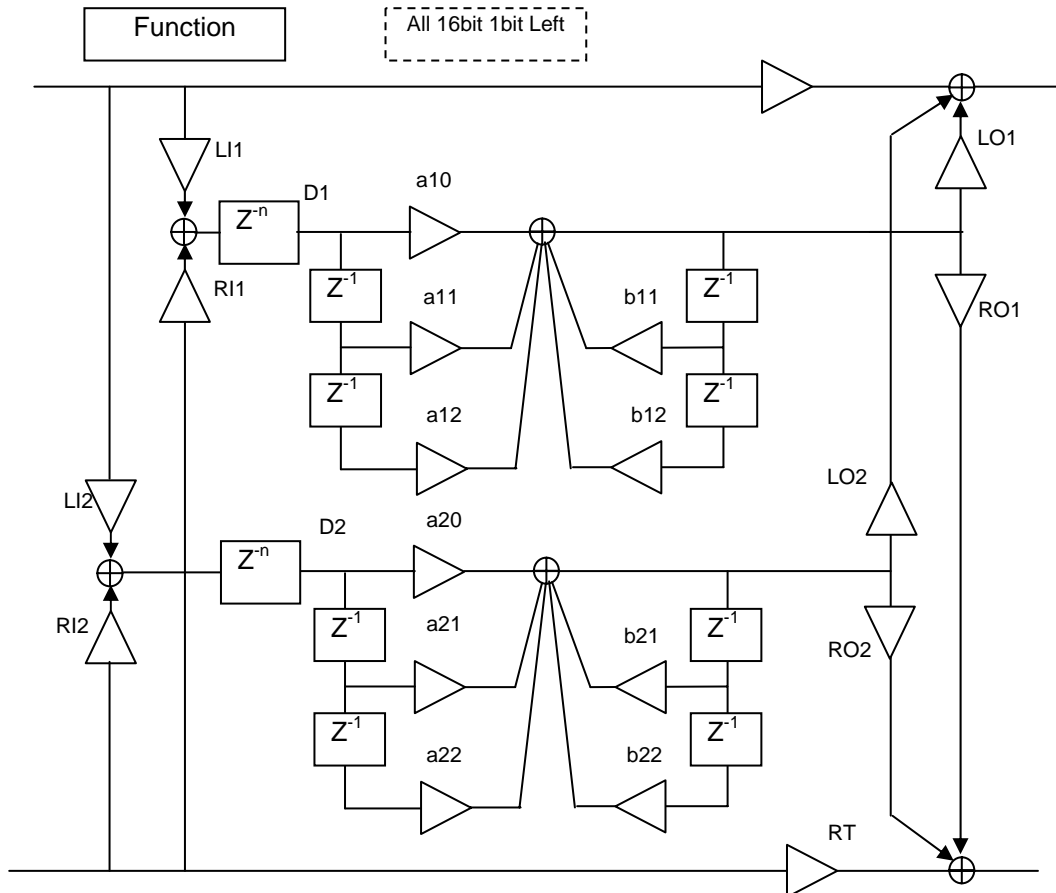 Function
All 16bit 1bit Left
LI1
LO1
D1
a10
Z-n
RI1
Z-1
a11
b11
Z-1
RO1
Z-1
a12
b12
Z-1
LI2
LO2
D2
a20
Z-n
RI2
Z-1
a21
b21
Z-1
RO2
Z-1
a22
b22
Z-1
RT